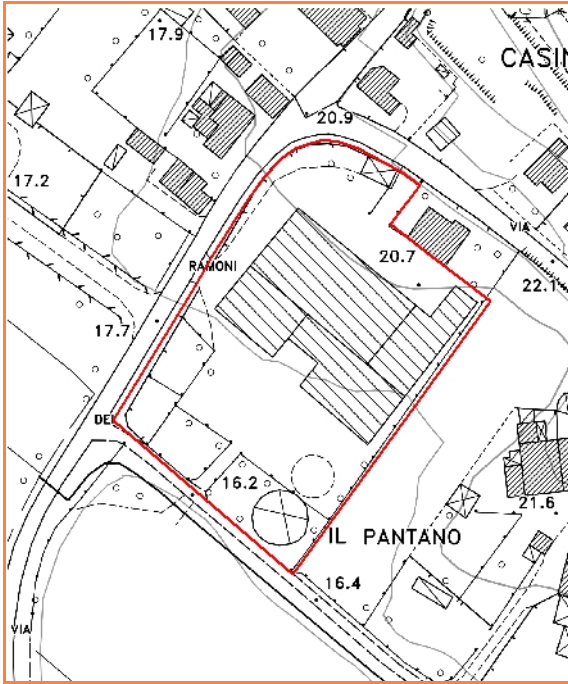 17.9
CASIN
20.9
17.2
VIA
20.7
RAMONI
22.1
17.7
DEI
16.2
21.6
IL PANTANO
16.4
VIA